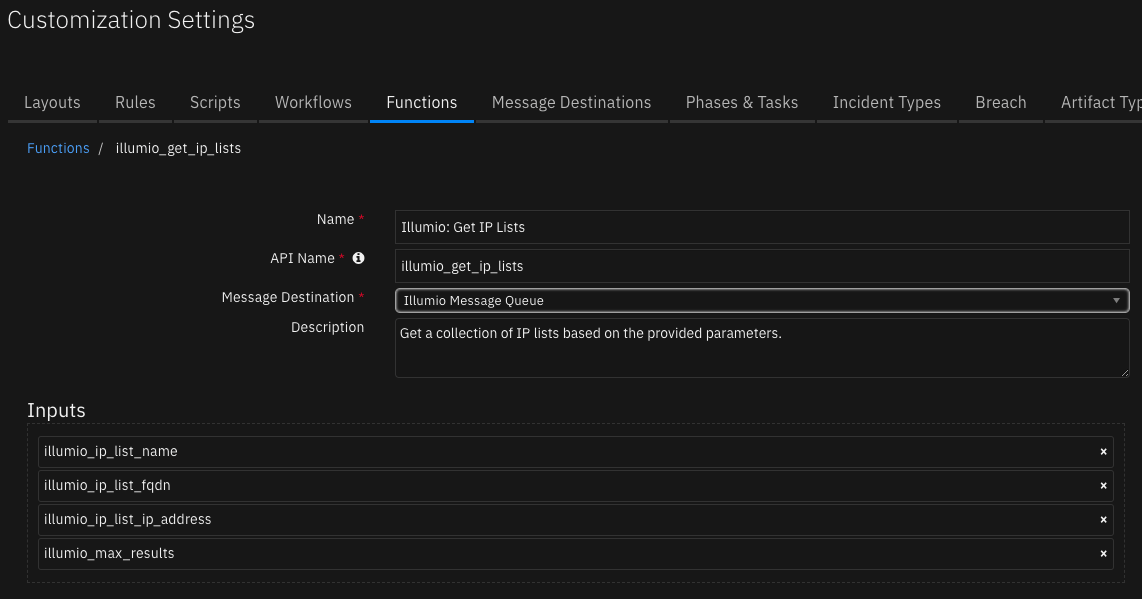 Customization Settings
Layouts Rules Scripts Workflows Functions Message Destinations Phases & Tasks Incident Types Breach Artifact Typ
Functions / illumio_get_ip_lists
Name * Illumio: Get IP Lists
API Name * illumio_get_ip_lists
Message Destination * Illumio Message Queue
Description Get a collection of IP lists based on the provided parameters.
Inputs
illumio_ip_list_name ×
illumio_ip_list_fqdn ×
illumio_ip_list_ip_address ×
illumio_max_results ×